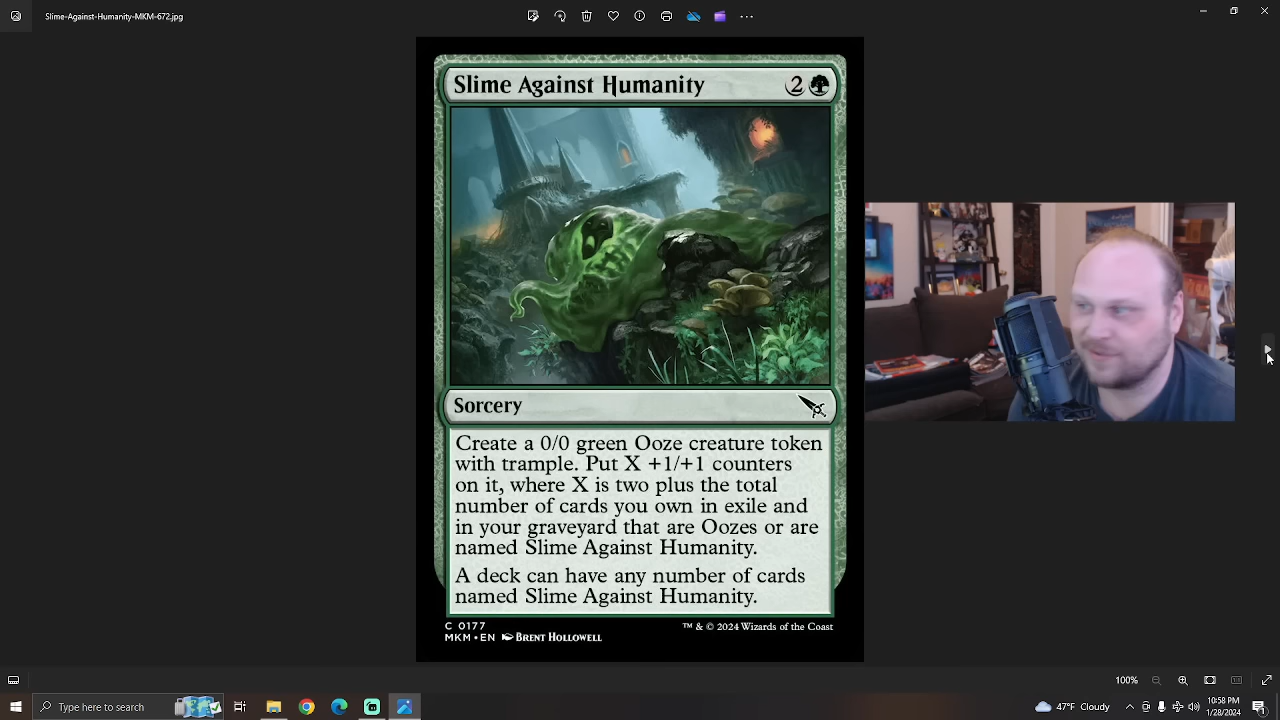 Slime-Against-Humanity-MKM-672.jpg
Slime Against Humanity 2
Sorcery
Create a 0/0 green Ooze creature token
with trample. Put X +1/+1 counters
on it, where X is two plus the total
number of cards you own in exile and
in your graveyard that are Oozes or are
named Slime Against Humanity.
A deck can have any number of cards
named Slime Against Humanity.
C 0177
MKM • EN BRENT HOLLOWELL
™ & © 2024 Wizards of the Coast
100%
Type here to search
47°F Cloudy
10:58 PM
1/28/2024